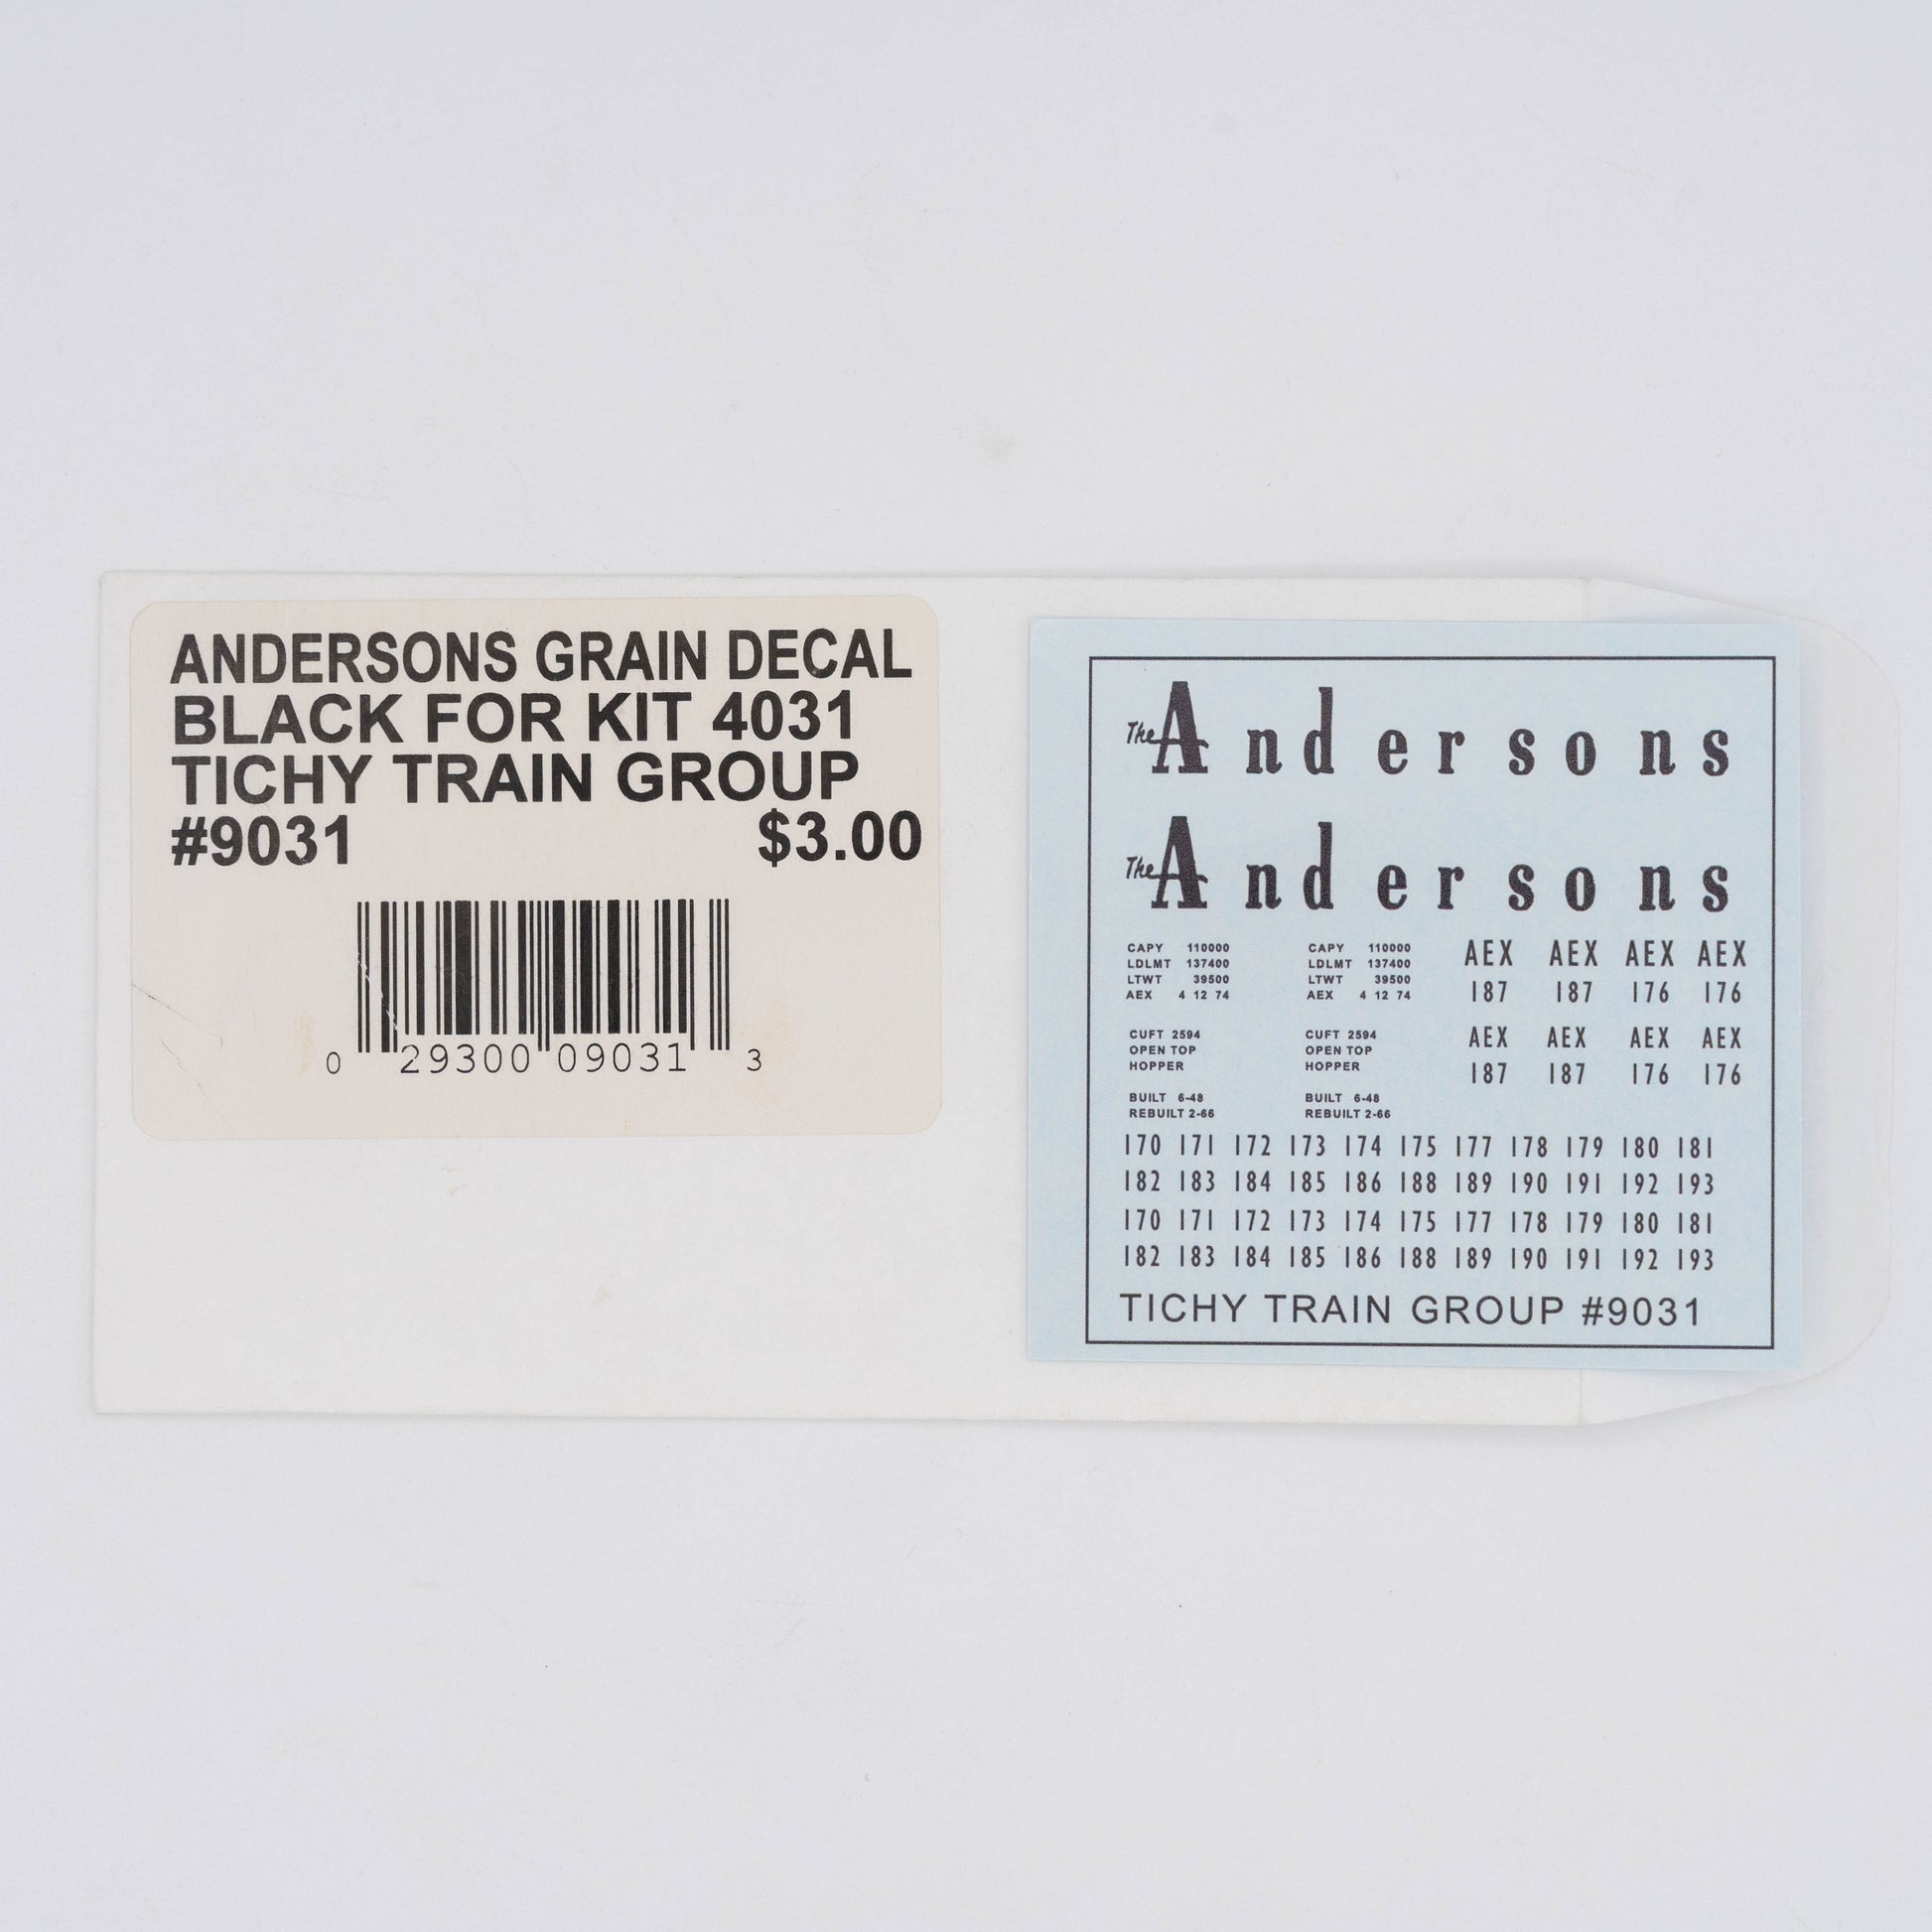 ANDERSONS GRAIN DECAL
BLACK FOR KIT 4031
TICHY TRAIN GROUP
#9031 $3.00
0 29300 09031 3
The Andersons
The Andersons
CAPY 110000
LDLMT 137400
LTWT 39500
AEX 4 12 74
CAPY 110000
LDLMT 137400
LTWT 39500
AEX 4 12 74
AEX AEX AEX AEX
187 187 176 176
CUFT 2594
OPEN TOP
HOPPER
CUFT 2594
OPEN TOP
HOPPER
AEX AEX AEX AEX
187 187 176 176
BUILT 6-48
REBUILT 2-66
BUILT 6-48
REBUILT 2-66
170 171 172 173 174 175 177 178 179 180 181
182 183 184 185 186 188 189 190 191 192 193
170 171 172 173 174 175 177 178 179 180 181
182 183 184 185 186 188 189 190 191 192 193
TICHY TRAIN GROUP #9031